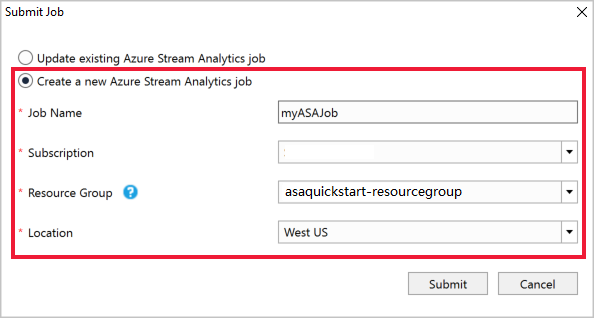 Submit Job
Update existing Azure Stream Analytics job
Create a new Azure Stream Analytics job
* Job Name myASAJob
* Subscription
* Resource Group ? asaquickstart-resourcegroup
* Location West US
Submit Cancel